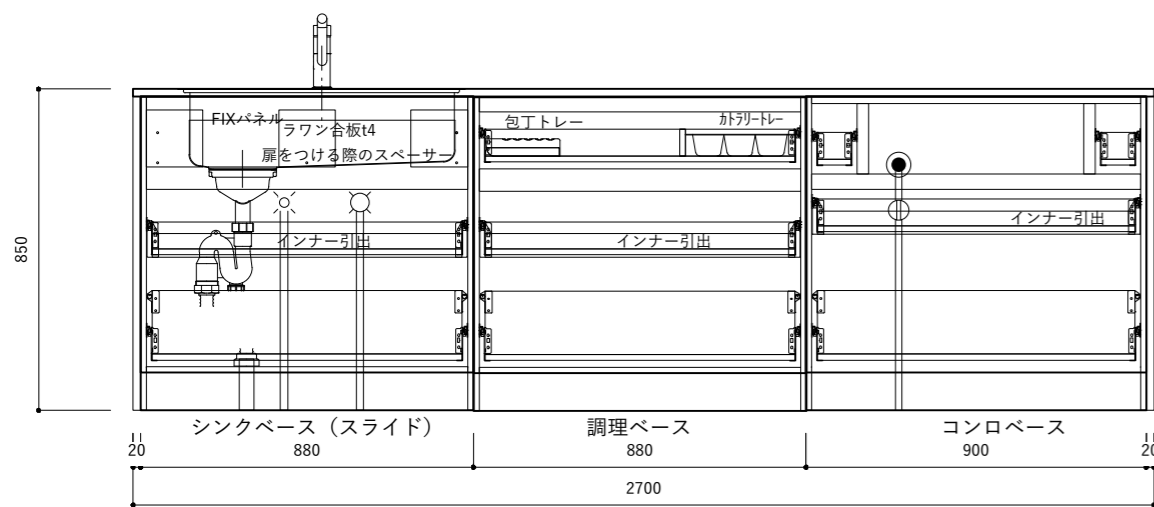 FIXパネル
ラワン合板t4
扉をつける際のスペーサー
包丁トレー
ｶﾄﾗﾘｰﾄﾚｰ
インナー引出
インナー引出
インナー引出
850
シンクベース（スライド）
調理ベース
コンロベース
20
880
880
900
20
2700